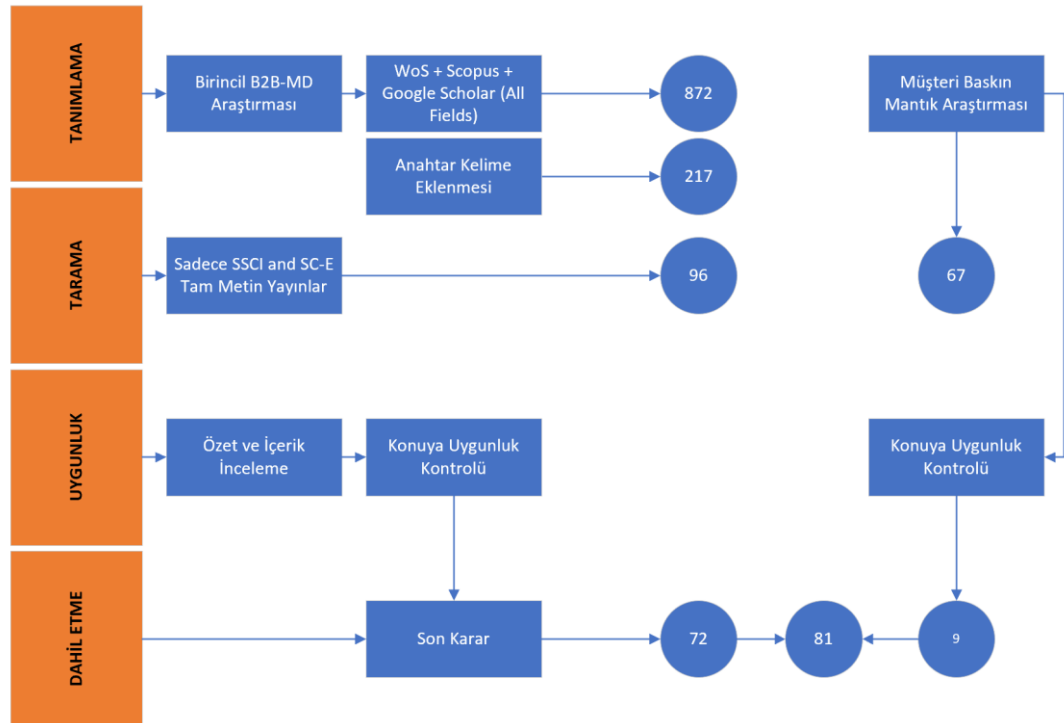 TANIMLAMA
Birincil B2B-MD
Araştırması
WoS + Scopus +
Google Scholar (All
Fields)
872
Müşteri Baskın
Mantık Araştırması
Anahtar Kelime
Eklenmesi
217
TARAMA
Sadece SSCI and SC-E
Tam Metin Yayınlar
96
67
UYGUNLUK
Özet ve İçerik
İnceleme
Konuya Uygunluk
Kontrolü
Konuya Uygunluk
Kontrolü
DAHİL ETME
Son Karar
72
81
9